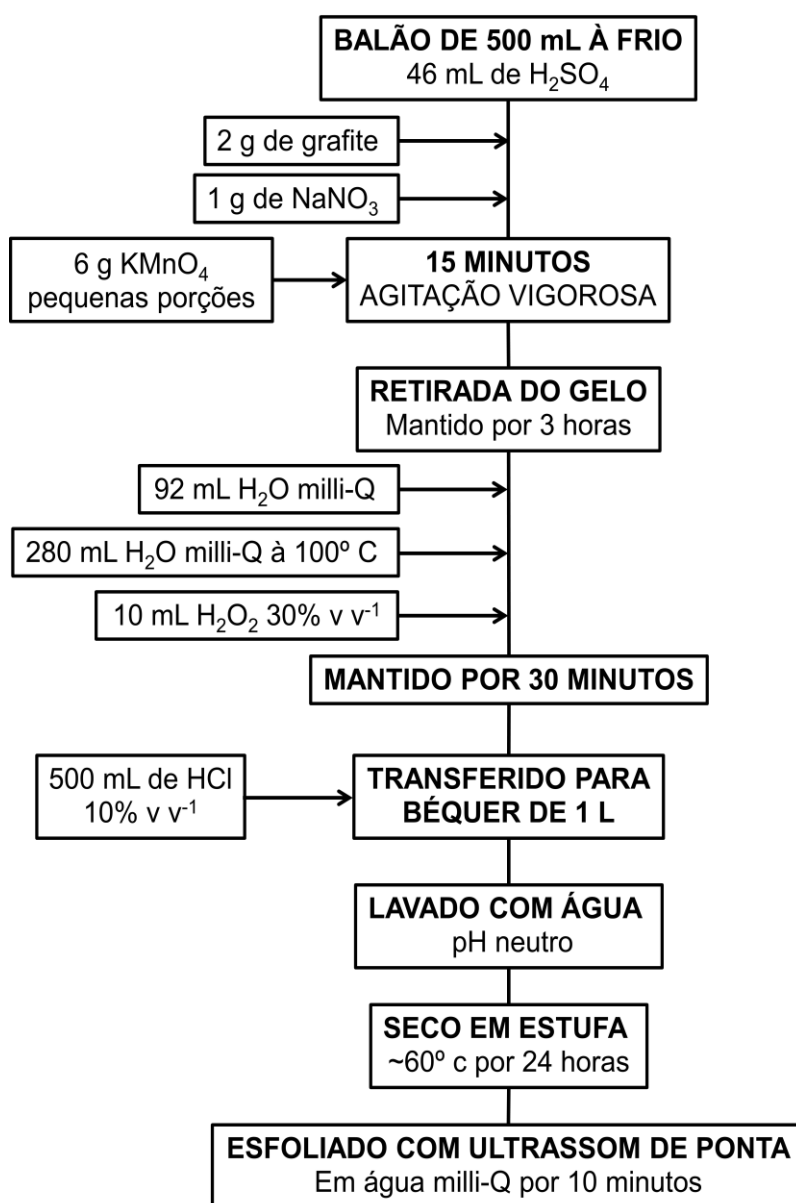 BALÃO DE 500 mL À FRIO
46 mL de H₂SO₄
2 g de grafite
1 g de NaNO₃
6 g KMnO₄
pequenas porções
15 MINUTOS
AGITAÇÃO VIGOROSA
RETIRADA DO GELO
Mantido por 3 horas
92 mL H₂O milli-Q
280 mL H₂O milli-Q à 100º C
10 mL H₂O₂ 30% v v⁻¹
MANTIDO POR 30 MINUTOS
500 mL de HCl
10% v v⁻¹
TRANSFERIDO PARA
BÉQUER DE 1 L
LAVADO COM ÁGUA
pH neutro
SECO EM ESTUFA
~60º c por 24 horas
ESFOLIADO COM ULTRASSOM DE PONTA
Em água milli-Q por 10 minutos